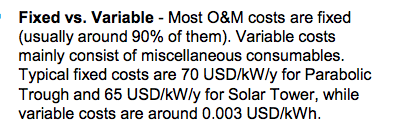 Fixed vs. Variable - Most O&M costs are fixed
(usually around 90% of them). Variable costs
mainly consist of miscellaneous consumables.
Typical fixed costs are 70 USD/kW/y for Parabolic
Trough and 65 USD/kW/y for Solar Tower, while
variable costs are around 0.003 USD/kWh.